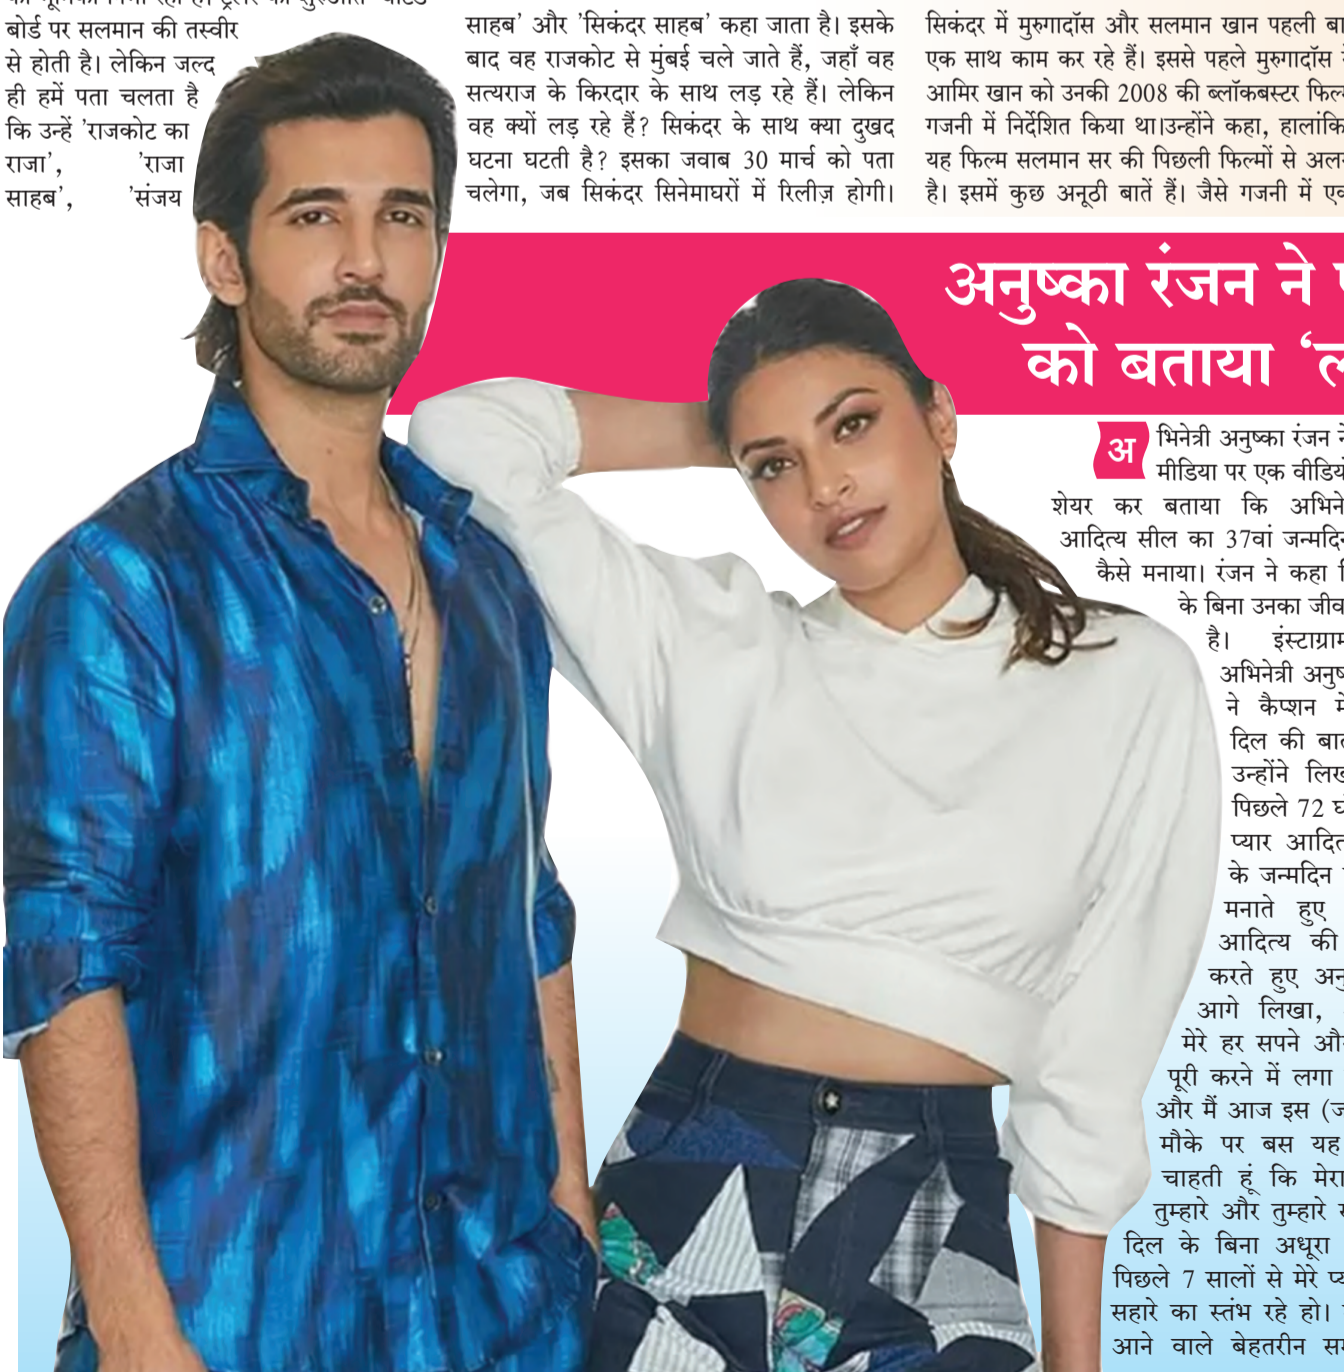 बोर्ड पर सलमान की तस्वीर
से होती है। लेकिन जल्द
ही हमें पता चलता है
कि उन्हें 'राजकोट का
राजा', 'राजा
साहब', 'संजय
साहब' और 'सिकंदर साहब' कहा जाता है। इसके
बाद वह राजकोट से मुंबई चले जाते हैं, जहाँ वह
सत्यराज के किरदार के साथ लड़ रहे हैं। लेकिन
वह क्यों लड़ रहे हैं? सिकंदर के साथ क्या दुखद
घटना घटती है? इसका जवाब 30 मार्च को पता
चलेगा, जब सिकंदर सिनेमाघरों में रिलीज़ होगी।
सिकंदर में मुरुगादॉस और सलमान खान पहली
एक साथ काम कर रहे हैं। इससे पहले मुरुगादॉस
आमिर खान को उनकी 2008 की ब्लॉकबस्टर
गजनी में निर्देशित किया था।उन्होंने कहा, हालांकि
यह फिल्म सलमान सर की पिछली फिल्मों से
है। इसमें कुछ अनूठी बातें हैं। जैसे गजनी में
अनुष्का रंजन ने
को बताया
अभिनेत्री अनुष्का रंजन
मीडिया पर एक
शेयर कर बताया कि
आदित्य सील का 37वां
कैसे मनाया। रंजन ने कहा
के बिना उनका
है। इंस्टाग्राम
अभिनेत्री
ने कैप्शन
दिल की
उन्होंने
पिछले 72
प्यार
के जन्मदिन
मनाते हुए
आदित्य की
करते हुए
आगे लिखा,
मेरे हर सपने
पूरी करने में लगा
और मैं आज इस
मौके पर बस यह
चाहती हूं कि मेरा
तुम्हारे और तुम्हारे
दिल के बिना अधूरा
पिछले 7 सालों से मेरे
सहारे का स्तंभ रहे हो।
आने वाले बेहतरीन